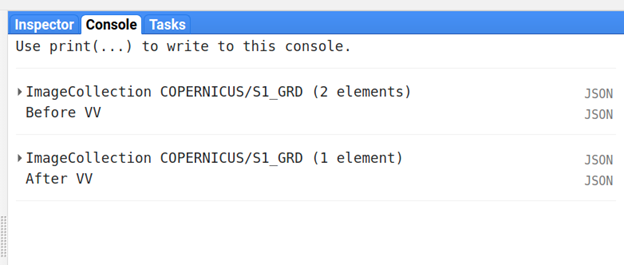 Inspector Console Tasks
Use print(...) to write to this console.
ImageCollection COPERNICUS/S1_GRD (2 elements) JSON
Before VV JSON
ImageCollection COPERNICUS/S1_GRD (1 element) JSON
After VV JSON